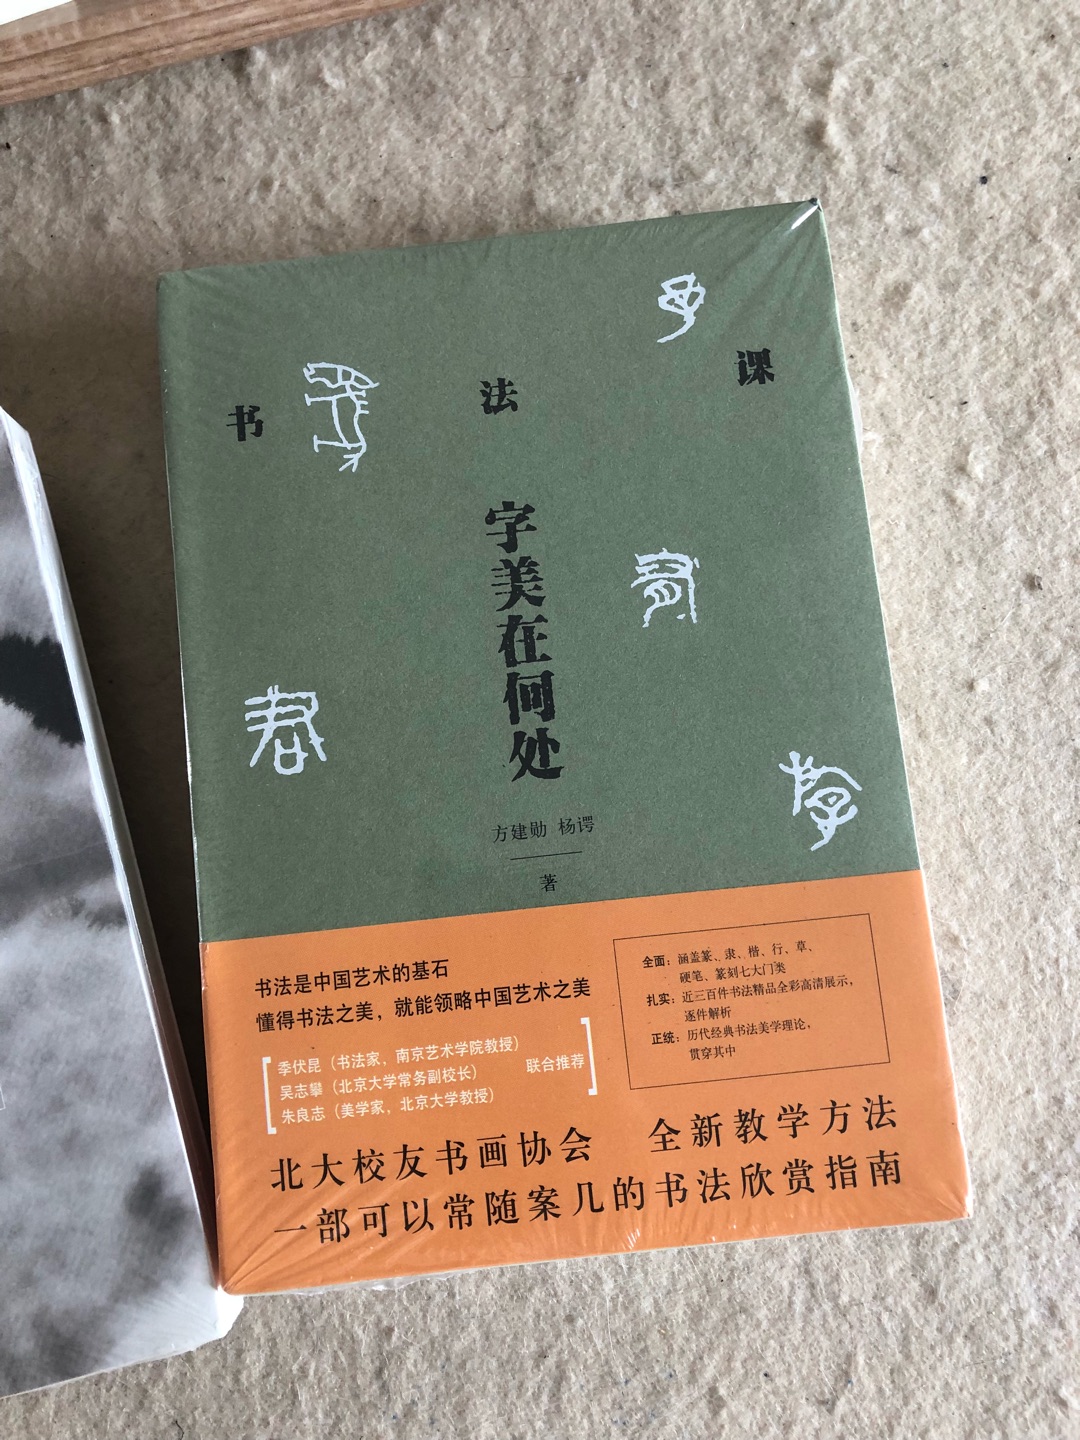 书法课
字美在何处
方建勋 杨谔
著
书法是中国艺术的基石
懂得书法之美，就能领略中国艺术之美
季伏昆（书法家，南京艺术学院教授）
吴志攀（北京大学常务副校长）
朱良志（美学家，北京大学教授）
联合推荐
全面：涵盖篆、隶、楷、行、草、
硬笔、篆刻七大门类
扎实：近三百件书法精品全彩高清展示，
逐件解析
正统：历代经典书法美学理论，
贯穿其中
北大校友书画协会 全新教学方法
一部可以常随案几的书法欣赏指南